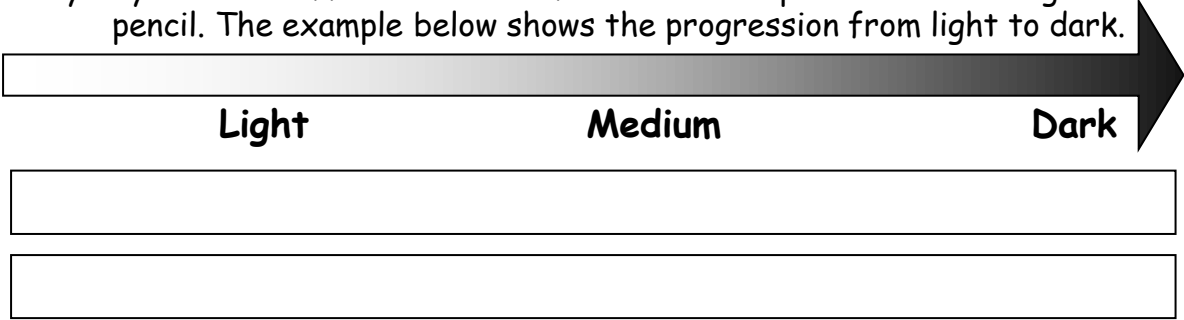 pencil. The example below shows the progression from light to dark.
Light Medium Dark